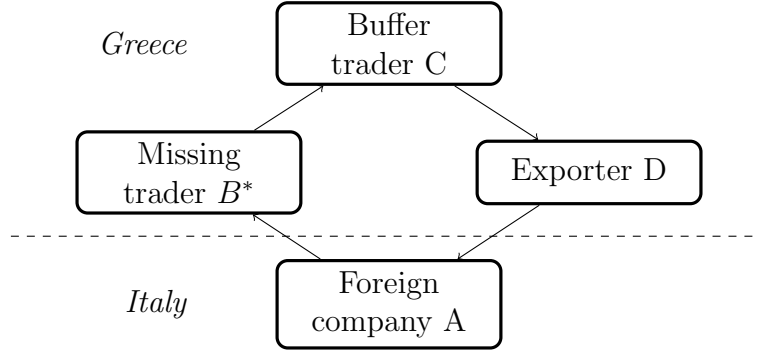 Greece
Buffer
trader C
Missing
trader B*
Exporter D
Italy
Foreign
company A